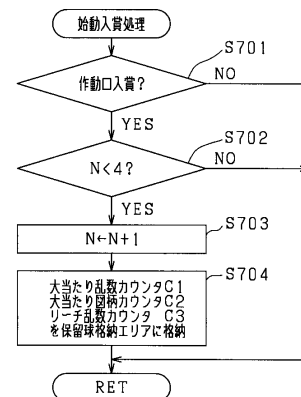 始動入賞処理
S701
作動口入賞?
NO
YES
S702
N<4?
NO
YES
S703
N←N+1
S704
大当たり乱数カウンタC1
大当たり図柄カウンタC2
リーチ乱数カウンタ C3
を保留球格納エリアに格納
RET